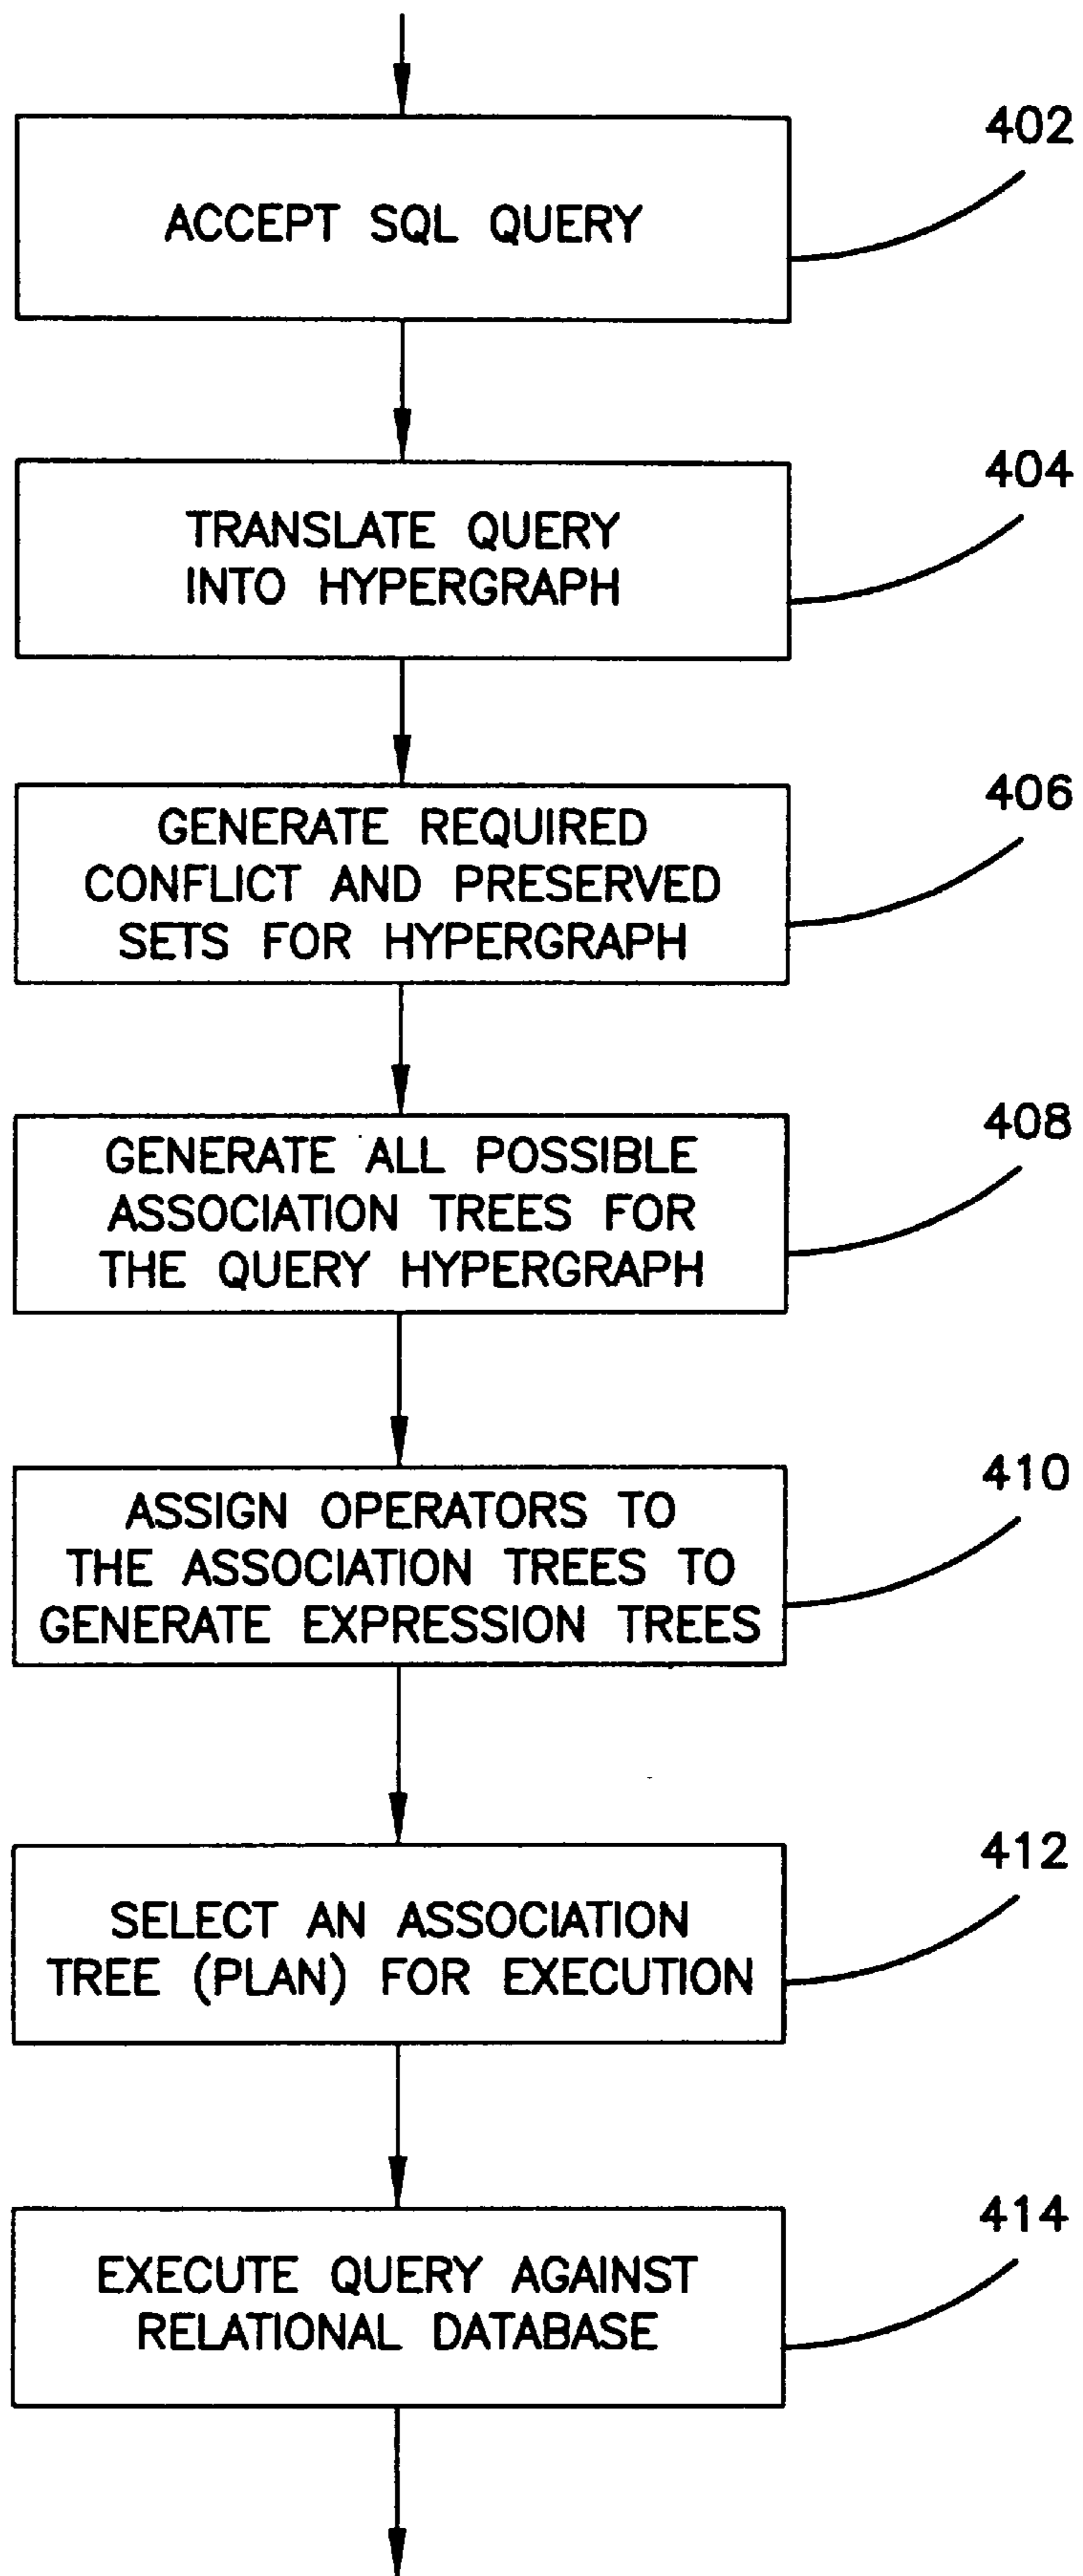 402
ACCEPT SQL QUERY
404
TRANSLATE QUERY
INTO HYPERGRAPH
406
GENERATE REQUIRED
CONFLICT AND PRESERVED
SETS FOR HYPERGRAPH
408
GENERATE ALL POSSIBLE
ASSOCIATION TREES FOR
THE QUERY HYPERGRAPH
410
ASSIGN OPERATORS TO
THE ASSOCIATION TREES TO
GENERATE EXPRESSION TREES
412
SELECT AN ASSOCIATION
TREE (PLAN) FOR EXECUTION
414
EXECUTE QUERY AGAINST
RELATIONAL DATABASE